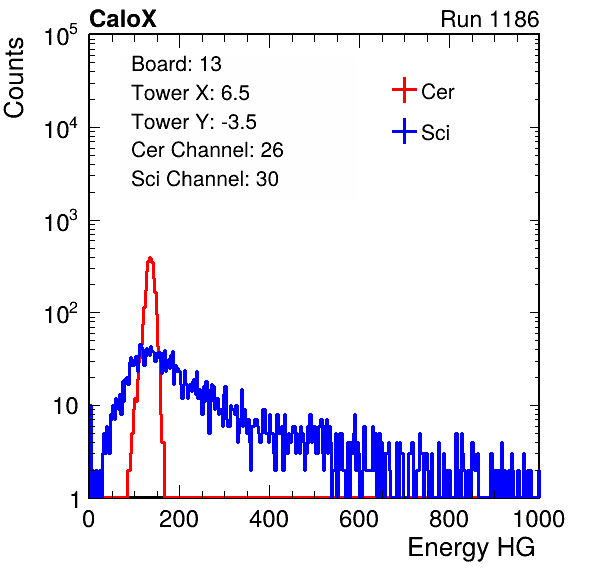 CaloX Run 1186
Counts
10^5
10^4
10^3
10^2
10
1
Board: 13
Tower X: 6.5
Tower Y: -3.5
Cer Channel: 26
Sci Channel: 30
Cer
Sci
0 200 400 600 800 1000
Energy HG